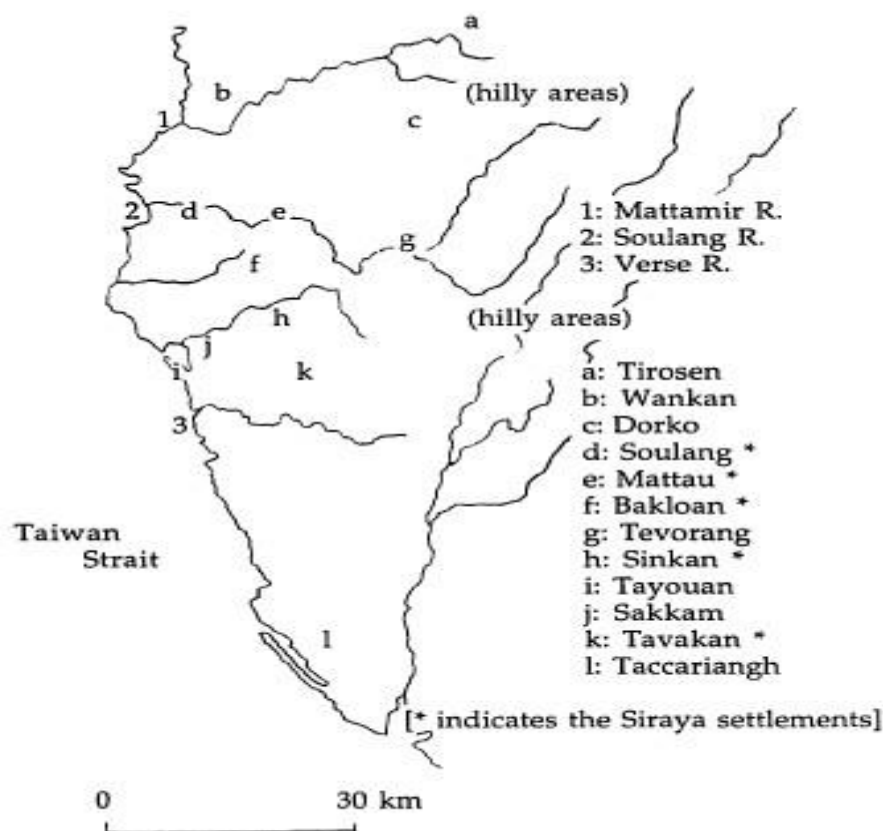 a
b
(hilly areas)
1
c
2
d
e
1: Mattamir R.
g
2: Soulang R.
f
3: Verse R.
h
(hilly areas)
j
i
k
a: Tirosen
b: Wankan
3
c: Dorko
d: Soulang *
e: Mattau *
f: Bakloan *
Taiwan
Strait
g: Tevorang
h: Sinkan *
i: Tayouan
j: Sakkam
l
k: Tavakan *
l: Taccariangh
[* indicates the Siraya settlements]
0
30 km